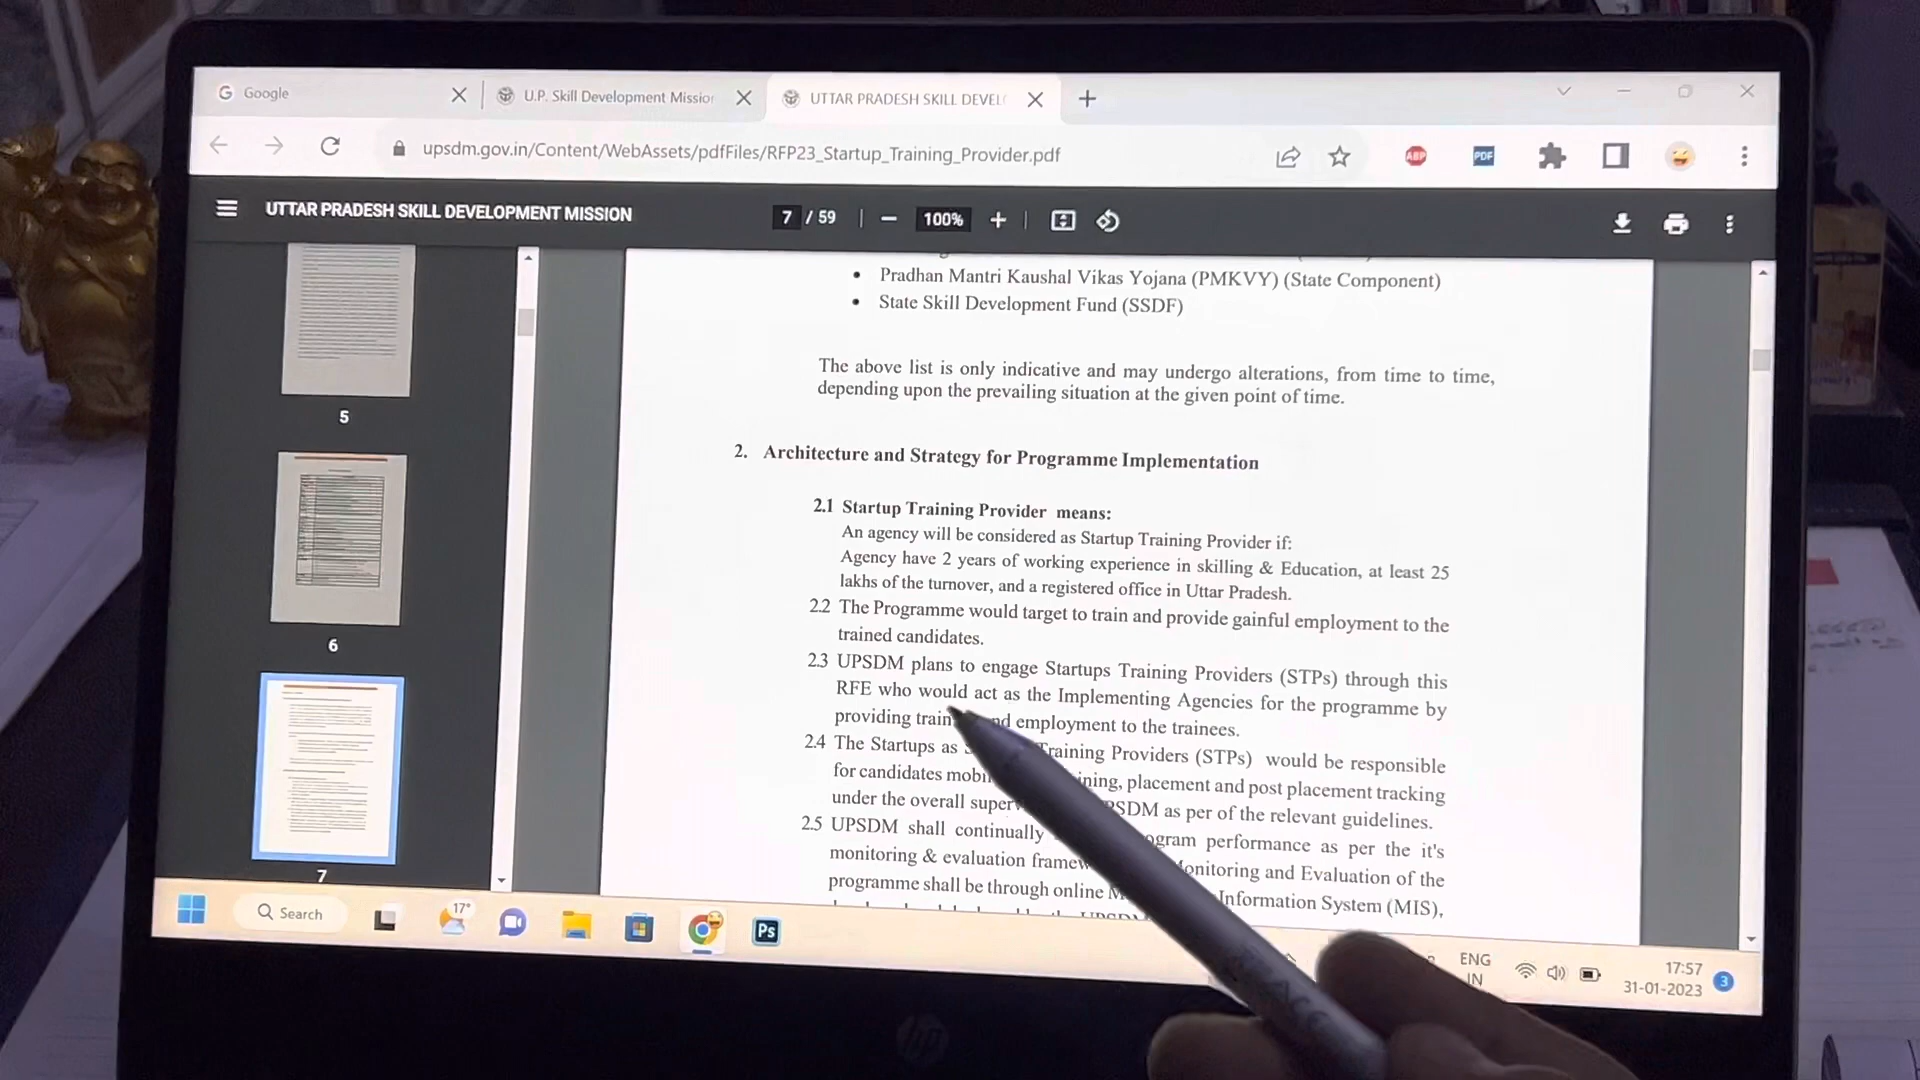 Google
U.P. Skill Development Mission
UTTAR PRADESH SKILL DEVEL
upsdm.gov.in/Content/WebAssets/pdfFiles/RFP23_Startup_Training_Provider.pdf
ABP
PDF
UTTAR PRADESH SKILL DEVELOPMENT MISSION
7 / 59
100%
5
6
7
• Pradhan Mantri Kaushal Vikas Yojana (PMKVY) (State Component)
• State Skill Development Fund (SSDF)
The above list is only indicative and may undergo alterations, from time to time,
depending upon the prevailing situation at the given point of time.
2. Architecture and Strategy for Programme Implementation
2.1 Startup Training Provider means:
An agency will be considered as Startup Training Provider if:
Agency have 2 years of working experience in skilling & Education, at least 25
lakhs of the turnover, and a registered office in Uttar Pradesh.
2.2 The Programme would target to train and provide gainful employment to the
trained candidates.
2.3 UPSDM plans to engage Startups Training Providers (STPs) through this
RFE who would act as the Implementing Agencies for the programme by
providing train nd employment to the trainees.
2.4 The Startups as S Training Providers (STPs) would be responsible
for candidates mobi ining, placement and post placement tracking
under the overall superv PSDM as per of the relevant guidelines.
2.5 UPSDM shall continually ogram performance as per the it's
monitoring & evaluation framew onitoring and Evaluation of the
programme shall be through online M Information System (MIS),
Search
17°
Ps
ENG
IN
17:57
31-01-2023
3
hp